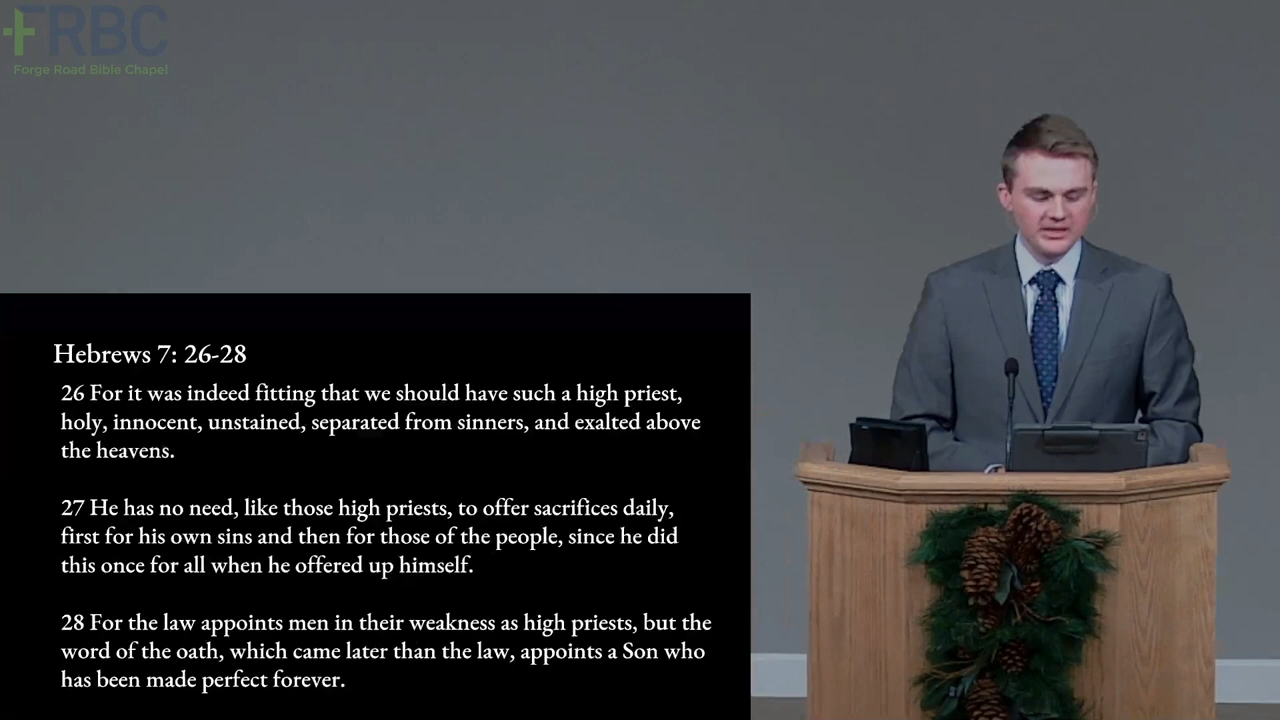 FRBC
Forge Road Bible Chapel
Hebrews 7: 26-28
26 For it was indeed fitting that we should have such a high priest,
holy, innocent, unstained, separated from sinners, and exalted above
the heavens.
27 He has no need, like those high priests, to offer sacrifices daily,
first for his own sins and then for those of the people, since he did
this once for all when he offered up himself.
28 For the law appoints men in their weakness as high priests, but the
word of the oath, which came later than the law, appoints a Son who
has been made perfect forever.